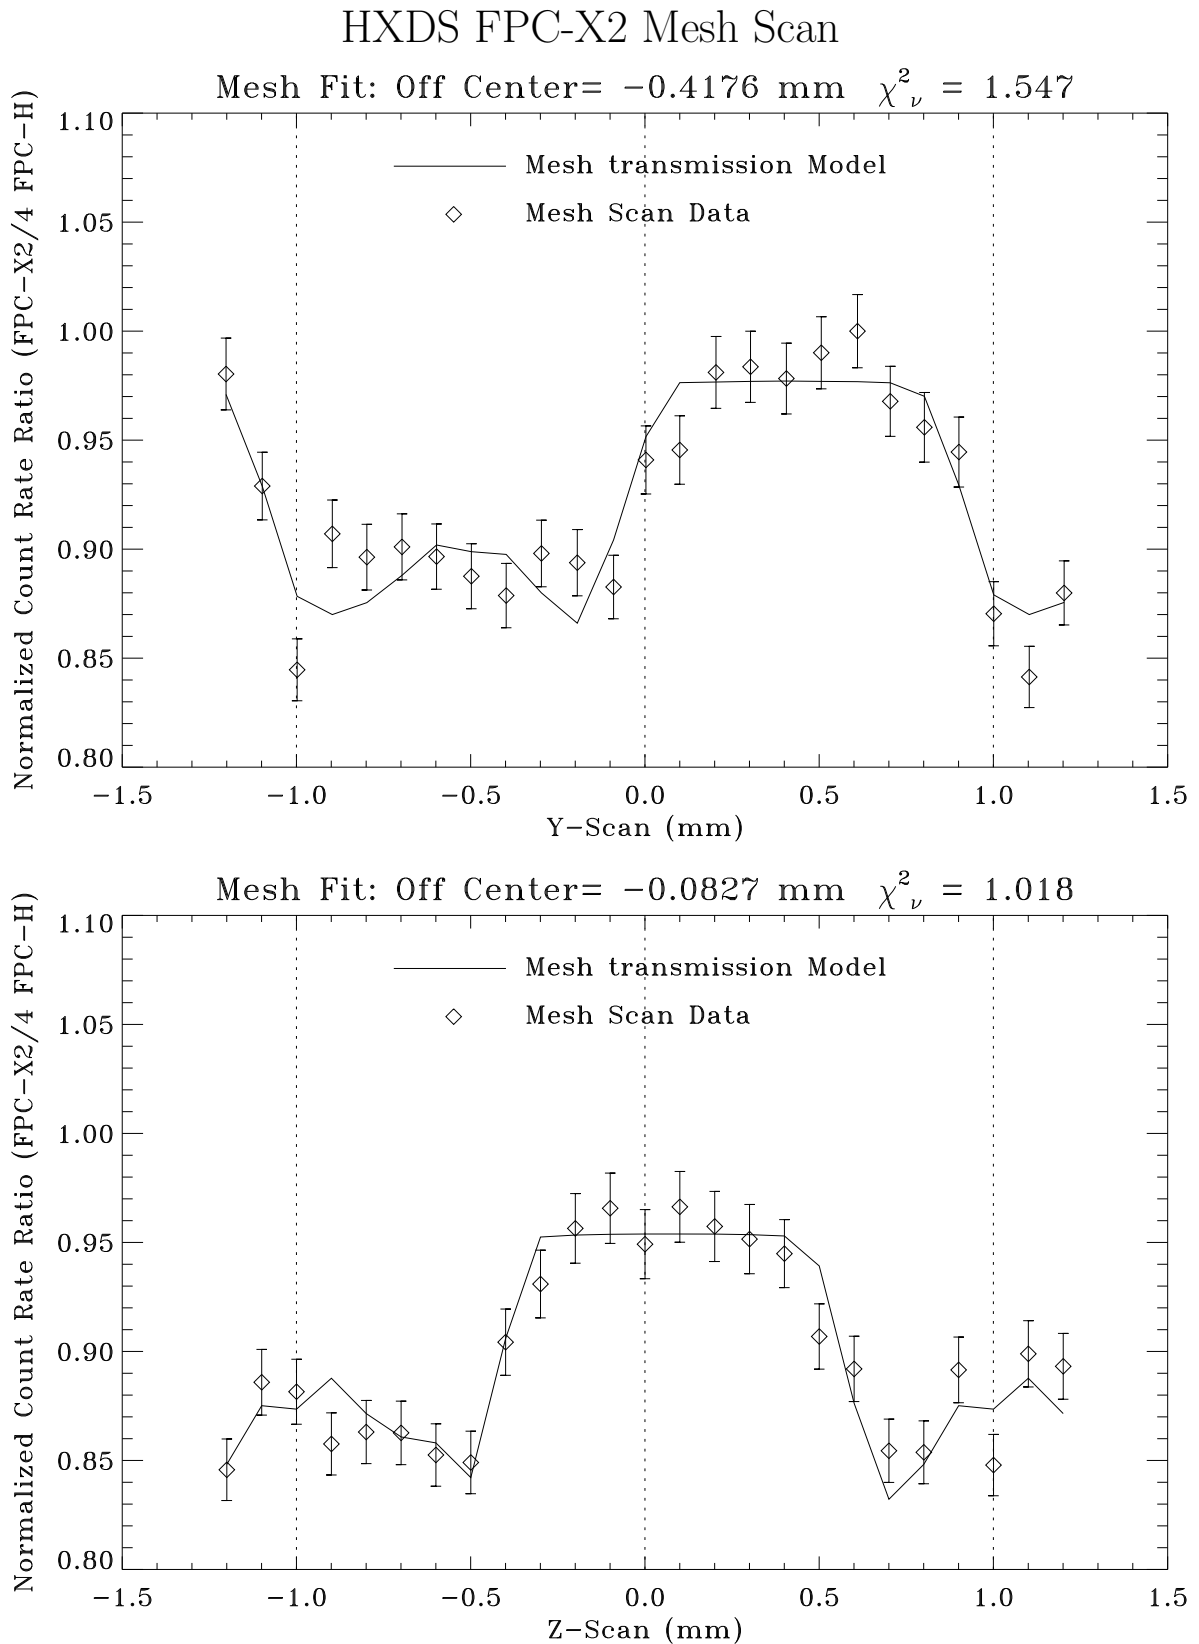 HXDS FPC-X2 Mesh Scan
Mesh Fit: Off Center= −0.4176 mm χ²ν = 1.547
Normalized Count Rate Ratio (FPC−X2/4 FPC−H)
1.10
1.05
1.00
0.95
0.90
0.85
0.80
Mesh transmission Model
Mesh Scan Data
−1.5 −1.0 −0.5 0.0 0.5 1.0 1.5
Y−Scan (mm)
Mesh Fit: Off Center= −0.0827 mm χ²ν = 1.018
Normalized Count Rate Ratio (FPC−X2/4 FPC−H)
1.10
1.05
1.00
0.95
0.90
0.85
0.80
Mesh transmission Model
Mesh Scan Data
−1.5 −1.0 −0.5 0.0 0.5 1.0 1.5
Z−Scan (mm)